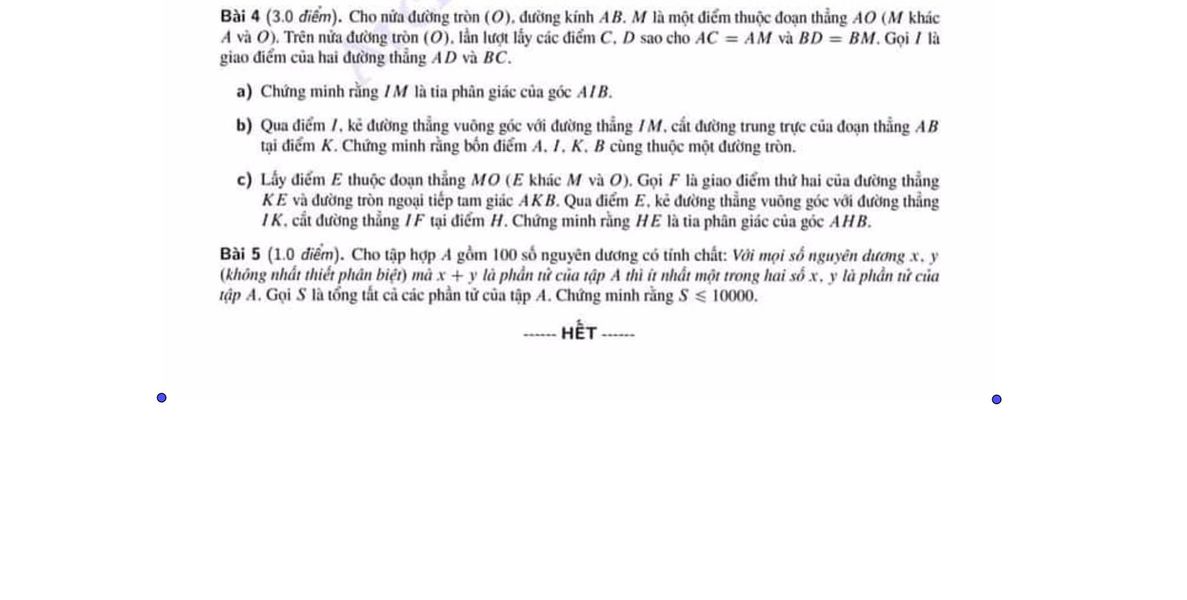 Bài 4 (3.0 điểm). Cho nửa đường tròn (O), đường kính AB. M là một điểm thuộc đoạn thẳng AO (M khác
A và O). Trên nửa đường tròn (O), lần lượt lấy các điểm C, D sao cho AC = AM và BD = BM. Gọi I là
giao điểm của hai đường thẳng AD và BC.
a) Chứng minh rằng IM là tia phân giác của góc AIB.
b) Qua điểm I, kẻ đường thẳng vuông góc với đường thẳng IM, cắt đường trung trực của đoạn thẳng AB
tại điểm K. Chứng minh rằng bốn điểm A, I, K, B cùng thuộc một đường tròn.
c) Lấy điểm E thuộc đoạn thẳng MO (E khác M và O). Gọi F là giao điểm thứ hai của đường thẳng
KE và đường tròn ngoại tiếp tam giác AKB. Qua điểm E, kẻ đường thẳng vuông góc với đường thẳng
IK, cắt đường thẳng IF tại điểm H. Chứng minh rằng HE là tia phân giác của góc AHB.
Bài 5 (1.0 điểm). Cho tập hợp A gồm 100 số nguyên dương có tính chất: Với mọi số nguyên dương x, y
(không nhất thiết phân biệt) mà x + y là phần tử của tập A thì ít nhất một trong hai số x, y là phần tử của
tập A. Gọi S là tổng tất cả các phần tử của tập A. Chứng minh rằng S ⩽ 10000.
------ HẾT ------